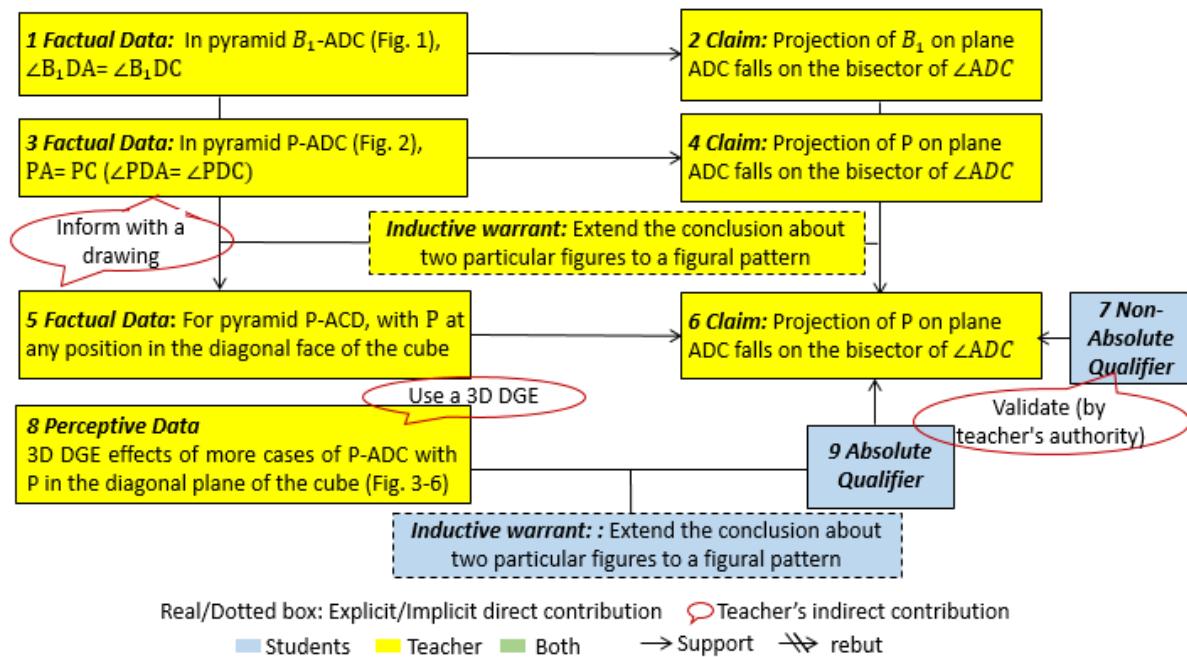 1 Factual Data: In pyramid B₁-ADC (Fig. 1),
∠B₁DA= ∠B₁DC
2 Claim: Projection of B₁ on plane
ADC falls on the bisector of ∠ADC
3 Factual Data: In pyramid P-ADC (Fig. 2),
PA= PC (∠PDA= ∠PDC)
4 Claim: Projection of P on plane
ADC falls on the bisector of ∠ADC
Inform with a
drawing
Inductive warrant: Extend the conclusion about
two particular figures to a figural pattern
5 Factual Data: For pyramid P-ACD, with P at
any position in the diagonal face of the cube
6 Claim: Projection of P on plane
ADC falls on the bisector of ∠ADC
7 Non-
Absolute
Qualifier
Use a 3D DGE
Validate (by
teacher's authority)
8 Perceptive Data
3D DGE effects of more cases of P-ADC with
P in the diagonal plane of the cube (Fig. 3-6)
9 Absolute
Qualifier
Inductive warrant: : Extend the conclusion about
two particular figures to a figural pattern
Real/Dotted box: Explicit/Implicit direct contribution Teacher's indirect contribution
Students Teacher Both Support rebut